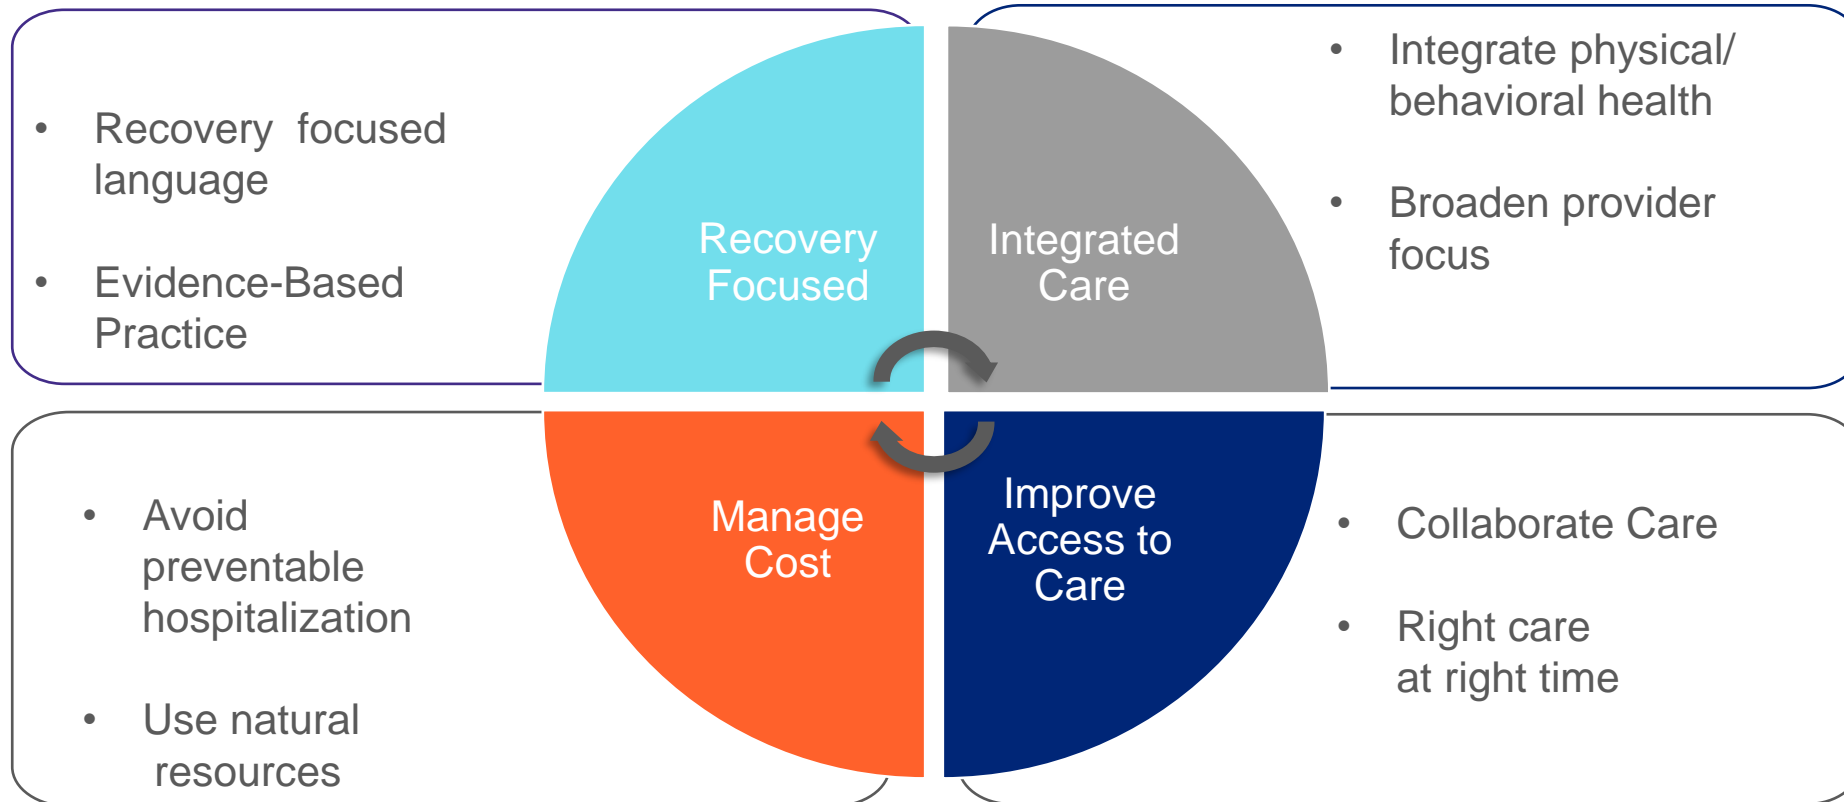 • Recovery  focused
language
• Evidence-Based
Practice
Recovery
Focused
Integrated
Care
• Integrate physical/
behavioral health
• Broaden provider
focus
• Avoid
preventable
hospitalization
• Use natural
resources
Manage
Cost
Improve
Access to
Care
• Collaborate Care
• Right care
at right time